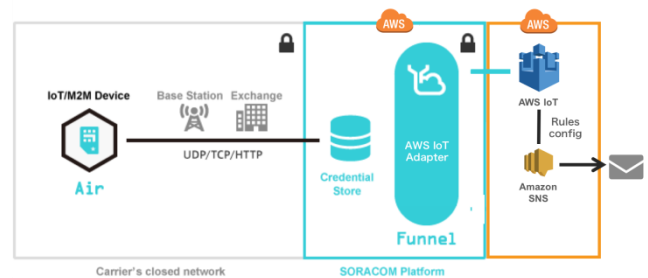 AWS
AWS
IoT/M2M Device
Base Station
Exchange
UDP/TCP/HTTP
Air
Credential
Store
AWS IoT
Adapter
Funnel
AWS IoT
Rules
config
Amazon
SNS
Carrier's closed network
SORACOM Platform